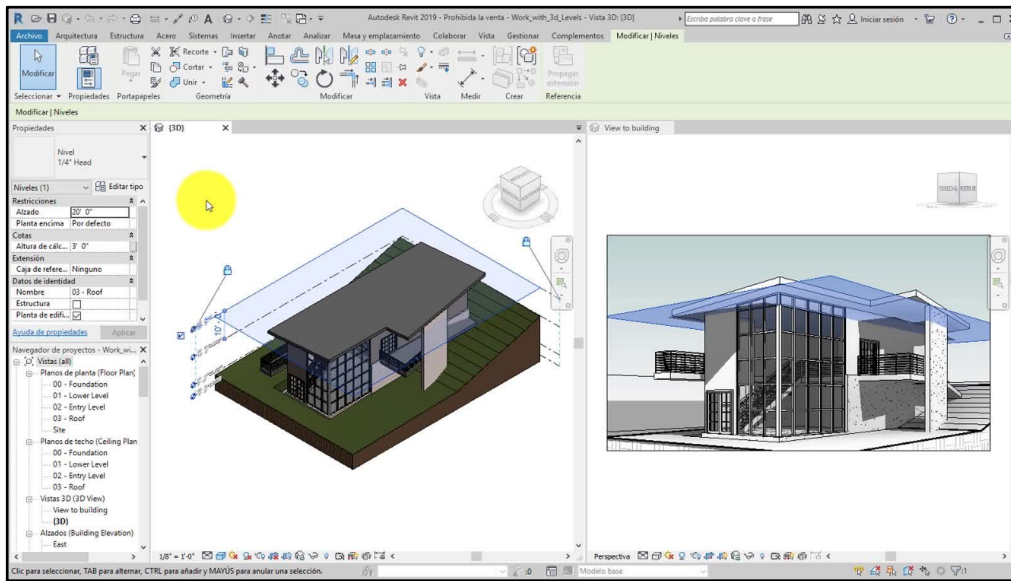 Autodesk Revit 2019 - Prohibida la venta - Work_with_3d_Levels - Vista 3D: {3D}
Escriba palabra clave o frase
Iniciar sesión
Archivo Arquitectura Estructura Acero Sistemas Insertar Anotar Analizar Masa y emplazamiento Colaborar Vista Gestionar Complementos Modificar | Niveles
Recorte
Cortar
Unir
Modificar
Pegar
Propagar
extensión
Seleccionar Propiedades Portapapeles Geometría Modificar Vista Medir Crear Referencia
Modificar | Niveles
Propiedades
{3D}
View to building
Nivel
1/4" Head
Niveles (1) Editar tipo
Restricciones
Alzado 20' 0"
Planta encima Por defecto
Cotas
Altura de cálc... 3' 0"
Extensión
Caja de refere... Ninguno
Datos de identidad
Nombre 03 - Roof
Estructura
Planta de edifi...
Ayuda de propiedades Aplicar
Navegador de proyectos - Work_wi...
Vistas (all)
Planos de planta (Floor Plan)
00 - Foundation
01 - Lower Level
02 - Entry Level
03 - Roof
Site
Planos de techo (Ceiling Plan
00 - Foundation
01 - Lower Level
02 - Entry Level
03 - Roof
Vistas 3D (3D View)
View to building
{3D}
Alzados (Building Elevation)
East
1/8" = 1'-0"
Perspectiva
Clic para seleccionar, TAB para alternar, CTRL para añadir y MAYÚS para anular una selección.
:0
Modelo base
:1